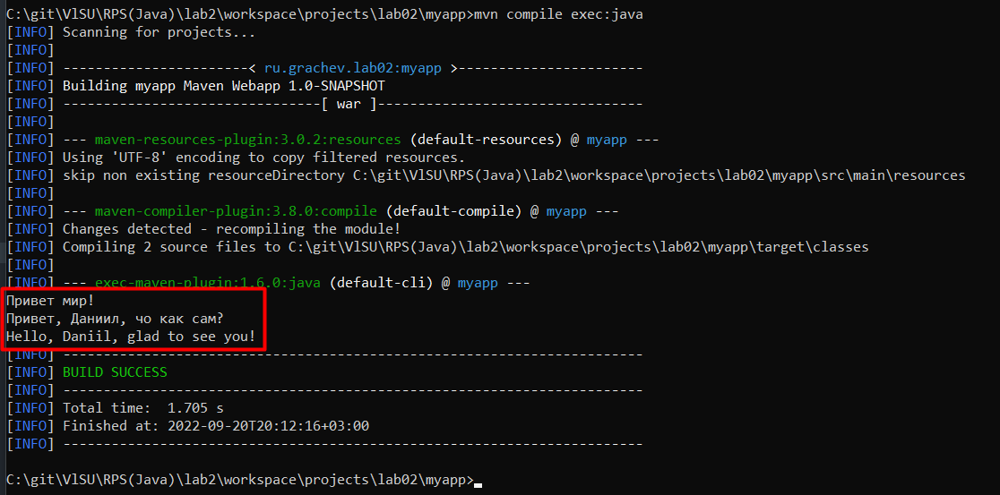 C:\git\VlSU\RPS(Java)\lab2\workspace\projects\lab02\myapp>mvn compile exec:java
[INFO] Scanning for projects...
[INFO]
[INFO] -----------------------< ru.grachev.lab02:myapp >-----------------------
[INFO] Building myapp Maven Webapp 1.0-SNAPSHOT
[INFO] --------------------------------[ war ]---------------------------------
[INFO]
[INFO] --- maven-resources-plugin:3.0.2:resources (default-resources) @ myapp ---
[INFO] Using 'UTF-8' encoding to copy filtered resources.
[INFO] skip non existing resourceDirectory C:\git\VlSU\RPS(Java)\lab2\workspace\projects\lab02\myapp\src\main\resources
[INFO]
[INFO] --- maven-compiler-plugin:3.8.0:compile (default-compile) @ myapp ---
[INFO] Changes detected - recompiling the module!
[INFO] Compiling 2 source files to C:\git\VlSU\RPS(Java)\lab2\workspace\projects\lab02\myapp\target\classes
[INFO]
[INFO] --- exec-maven-plugin:1.6.0:java (default-cli) @ myapp ---
Привет мир!
Привет, Даниил, чо как сам?
Hello, Daniil, glad to see you!
[INFO] ------------------------------------------------------------------------
[INFO] BUILD SUCCESS
[INFO] ------------------------------------------------------------------------
[INFO] Total time:  1.705 s
[INFO] Finished at: 2022-09-20T20:12:16+03:00
[INFO] ------------------------------------------------------------------------
C:\git\VlSU\RPS(Java)\lab2\workspace\projects\lab02\myapp>